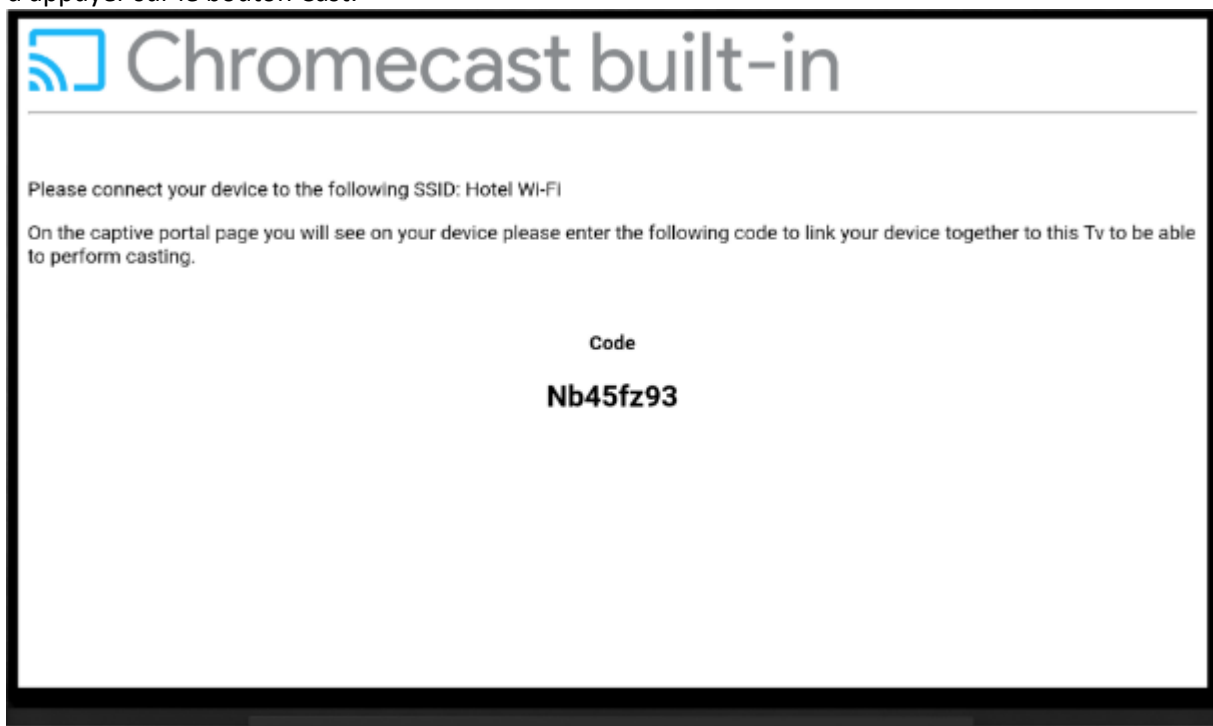 Chromecast built-in
Please connect your device to the following SSID: Hotel Wi-Fi
On the captive portal page you will see on your device please enter the following code to link your device together to this Tv to be able
to perform casting.
Code
Nb45fz93